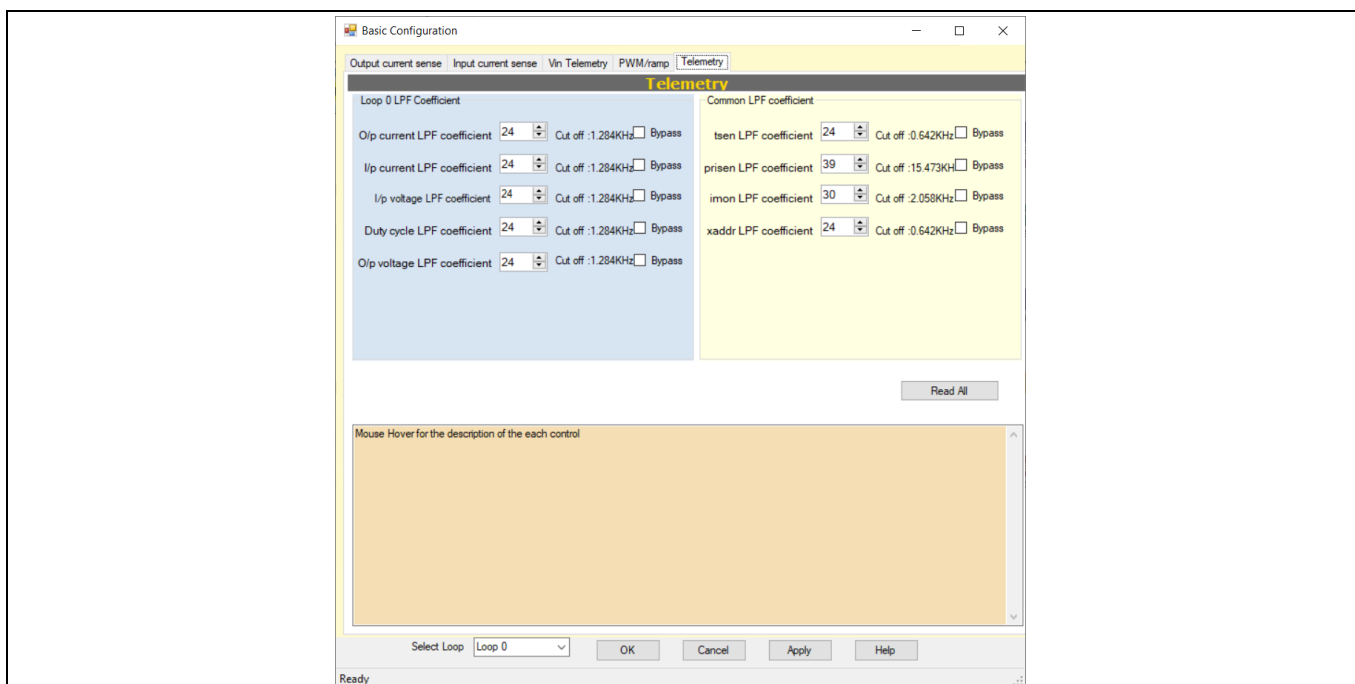 Basic Configuration
Output current sense Input current sense Vin Telemetry PWM/ramp Telemetry
Telemetry
Loop 0 LPF Coefficient
O/p current LPF coefficient 24 Cut off :1.284KHz Bypass
I/p current LPF coefficient 24 Cut off :1.284KHz Bypass
I/p voltage LPF coefficient 24 Cut off :1.284KHz Bypass
Duty cycle LPF coefficient 24 Cut off :1.284KHz Bypass
O/p voltage LPF coefficient 24 Cut off :1.284KHz Bypass
Common LPF coefficient
tsen LPF coefficient 24 Cut off :0.642KHz Bypass
prisen LPF coefficient 39 Cut off :15.473KH Bypass
imon LPF coefficient 30 Cut off :2.058KHz Bypass
xaddr LPF coefficient 24 Cut off :0.642KHz Bypass
Read All
Mouse Hover for the description of the each control
Select Loop Loop 0 OK Cancel Apply Help
Ready